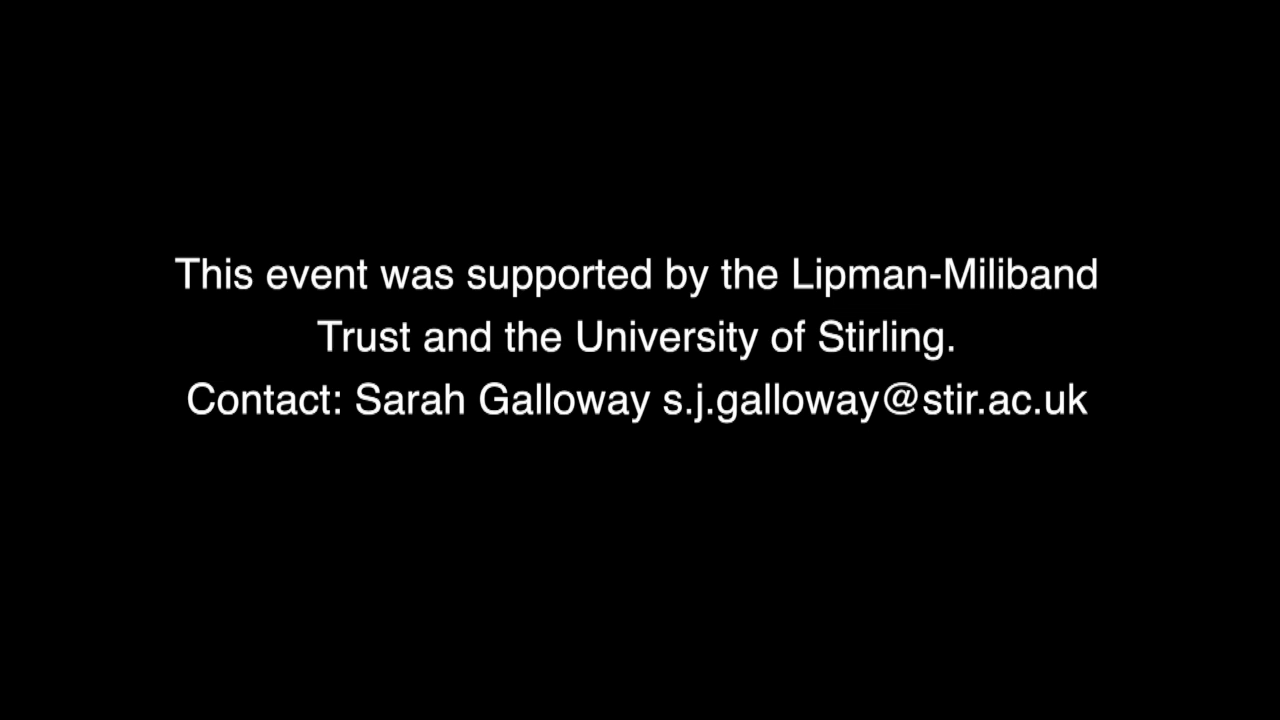 This event was supported by the Lipman-Miliband
Trust and the University of Stirling.
Contact: Sarah Galloway s.j.galloway@stir.ac.uk